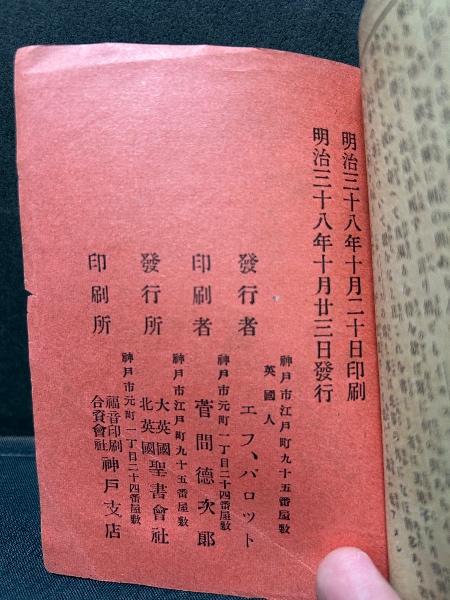 明治三十八年十月二十日印刷
明治三十八年十月廿三日發行
神戸市江戸町九十五番屋敷
英國人
發行者 エフ、パロット
神戸市元町一丁目二十四番屋敷
印刷者 菅間德次郎
神戸市江戸町九十五番屋敷
發行所 大英國北英國聖書會社
神戸市元町一丁目二十四番屋敷
印刷所 福音印刷合資會社神戸支店